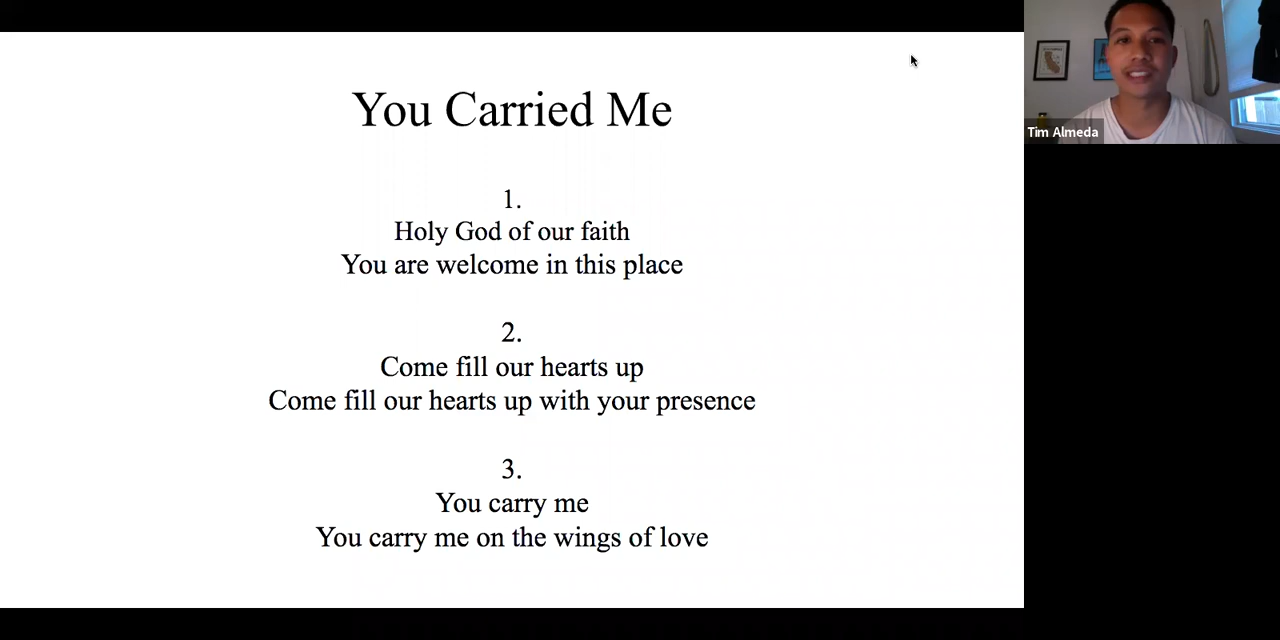 You Carried Me
1.
Holy God of our faith
You are welcome in this place
2.
Come fill our hearts up
Come fill our hearts up with your presence
3.
You carry me
You carry me on the wings of love
Tim Almeda